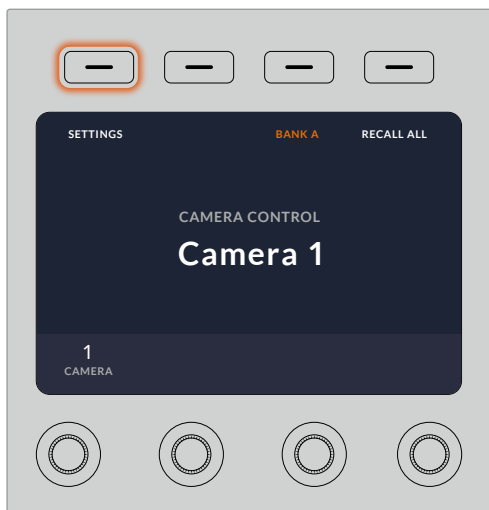 SETTINGS BANK A RECALL ALL
CAMERA CONTROL
Camera 1
1
CAMERA